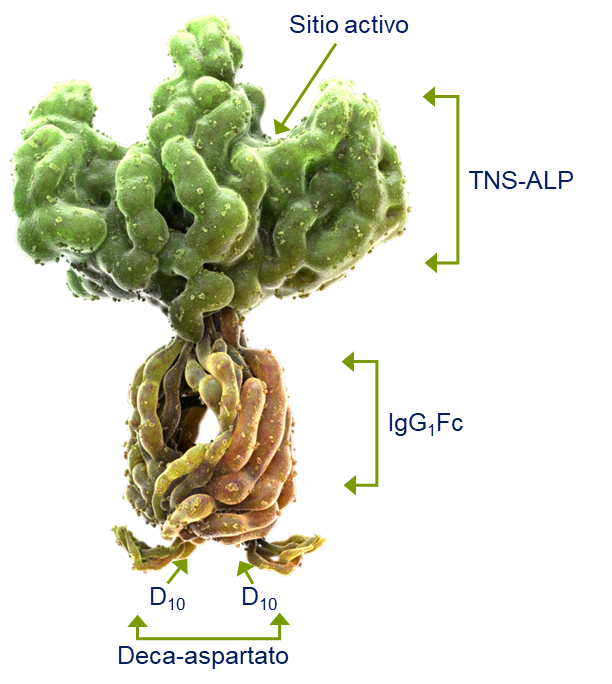 Sitio activo
TNS-ALP
IgG₁Fc
D₁₀ D₁₀
Deca-aspartato